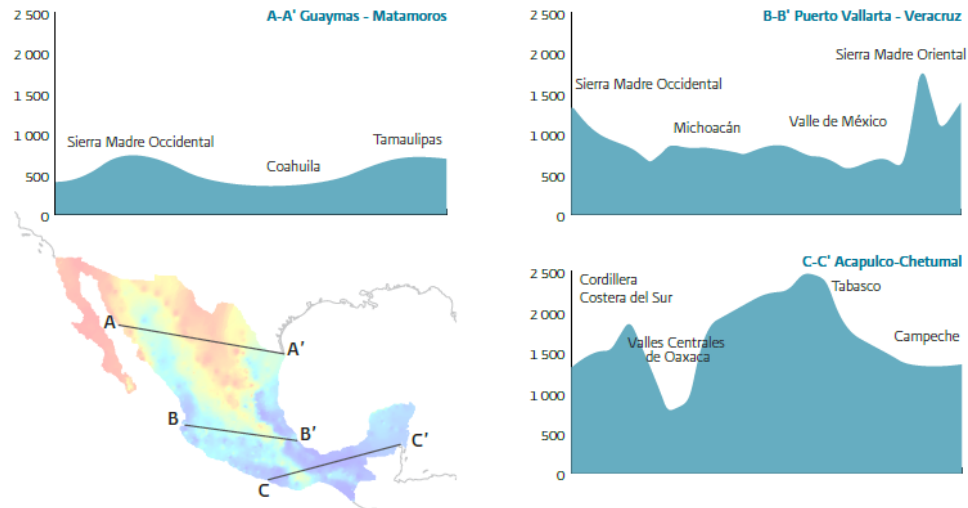 A-A' Guaymas - Matamoros
2 500
2 000
1 500
1 000
500
0
Sierra Madre Occidental
Coahuila
Tamaulipas
B-B' Puerto Vallarta - Veracruz
2 500
2 000
1 500
1 000
500
0
Sierra Madre Occidental
Michoacán
Valle de México
Sierra Madre Oriental
A
A'
B
B'
C
C'
C-C' Acapulco-Chetumal
2 500
2 000
1 500
1 000
500
0
Cordillera
Costera del Sur
Valles Centrales
de Oaxaca
Tabasco
Campeche